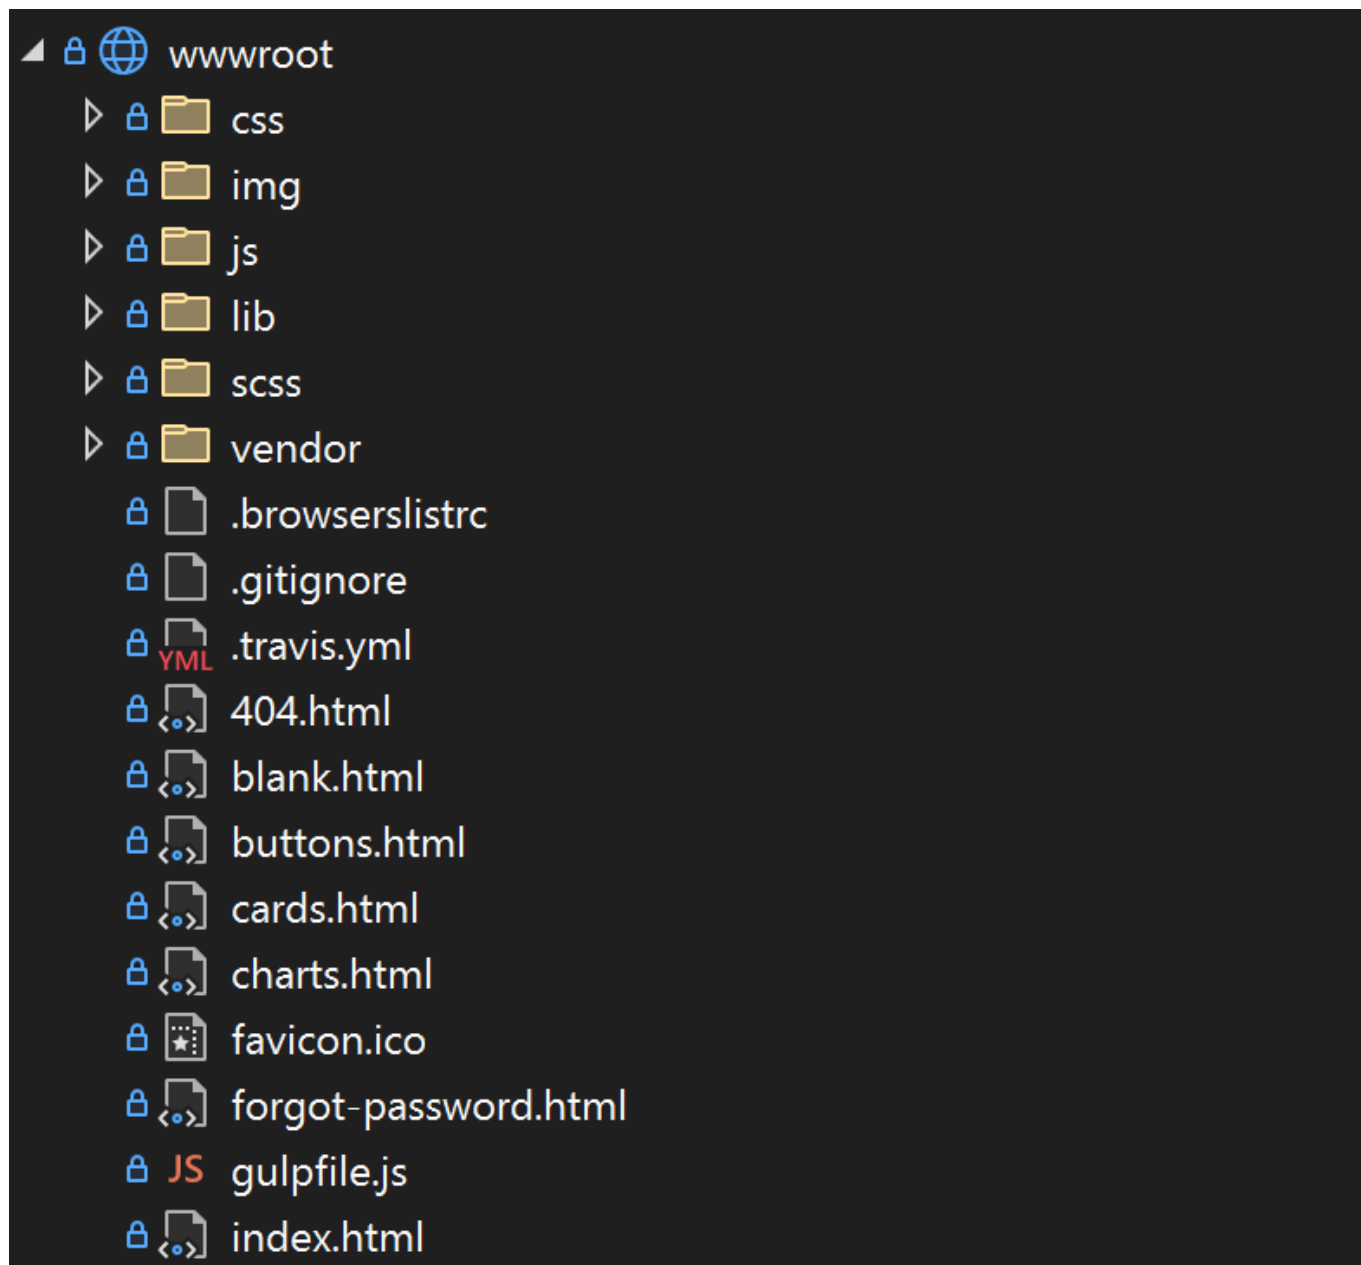 wwwroot
css
img
js
lib
scss
vendor
.browserslistrc
.gitignore
YML .travis.yml
404.html
blank.html
buttons.html
cards.html
charts.html
favicon.ico
forgot-password.html
JS gulpfile.js
index.html